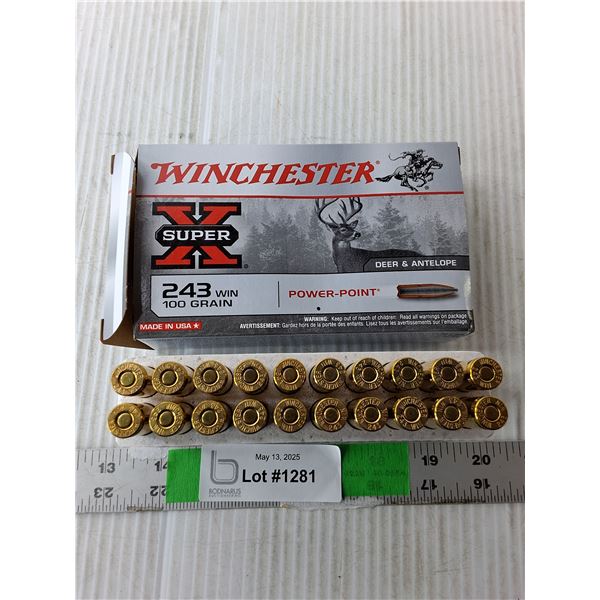 WINCHESTER
SUPER
X
DEER & ANTELOPE
243 WIN
100 GRAIN
POWER-POINT®
MADE IN USA
WARNING: Keep out of reach of children. Read all warnings on package
AVERTISSEMENT: Gardez hors de la portée des enfants. Lisez tous les avertissements sur l'emballage.
13 14 19 20
May 13, 2025
Lot #1281
RODNARUS
23 22 18 17 16